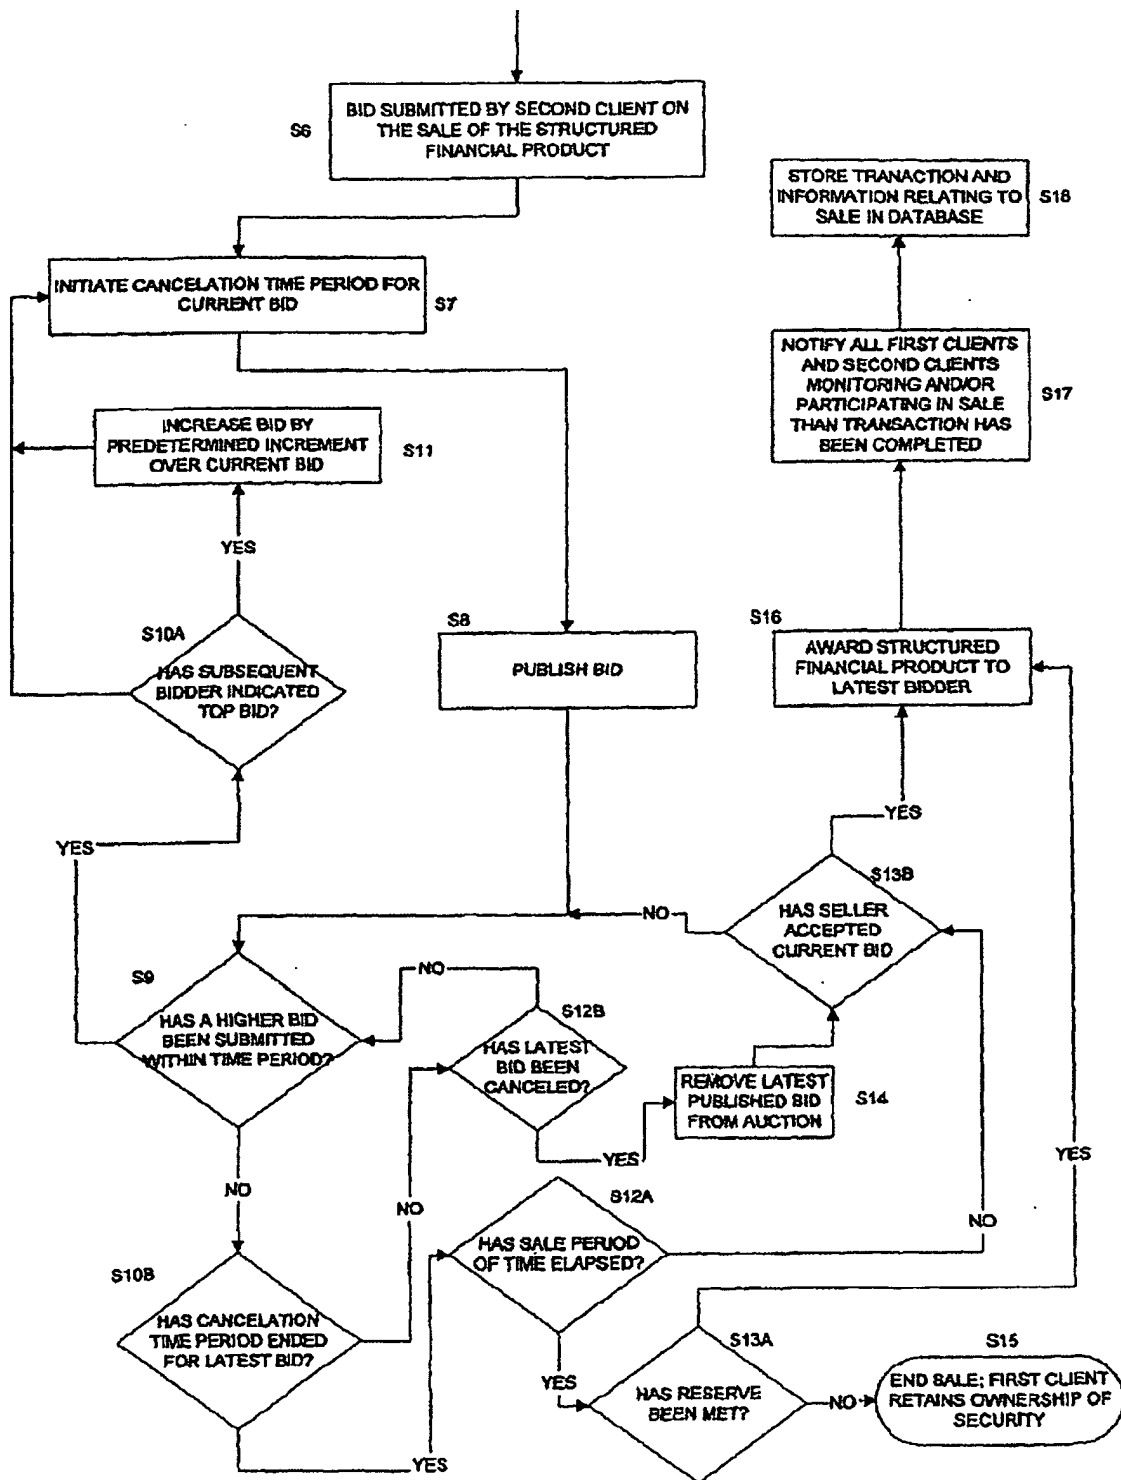 S6
BID SUBMITTED BY SECOND CLIENT ON
THE SALE OF THE STRUCTURED
FINANCIAL PRODUCT
STORE TRANACTION AND
INFORMATION RELATING TO
SALE IN DATABASE
S18
INITIATE CANCELATION TIME PERIOD FOR
CURRENT BID
S7
NOTIFY ALL FIRST CLIENTS
AND SECOND CLIENTS
MONITORING AND/OR
PARTICIPATING IN SALE
THAN TRANSACTION HAS
BEEN COMPLETED
S17
INCREASE BID BY
PREDETERMINED INCREMENT
OVER CURRENT BID
S11
YES
S10A
HAS SUBSEQUENT
BIDDER INDICATED
TOP BID?
S8
PUBLISH BID
S16
AWARD STRUCTURED
FINANCIAL PRODUCT TO
LATEST BIDDER
YES
YES
S13B
HAS SELLER
ACCEPTED
CURRENT BID
NO
S9
HAS A HIGHER BID
BEEN SUBMITTED
WITHIN TIME PERIOD?
NO
S12B
HAS LATEST
BID BEEN
CANCELED?
REMOVE LATEST
PUBLISHED BID
FROM AUCTION
S14
YES
YES
NO
NO
S12A
HAS SALE PERIOD
OF TIME ELAPSED?
NO
S10B
HAS CANCELATION
TIME PERIOD ENDED
FOR LATEST BID?
YES
YES
S13A
HAS RESERVE
BEEN MET?
NO
S15
END SALE; FIRST CLIENT
RETAINS OWNERSHIP OF
SECURITY